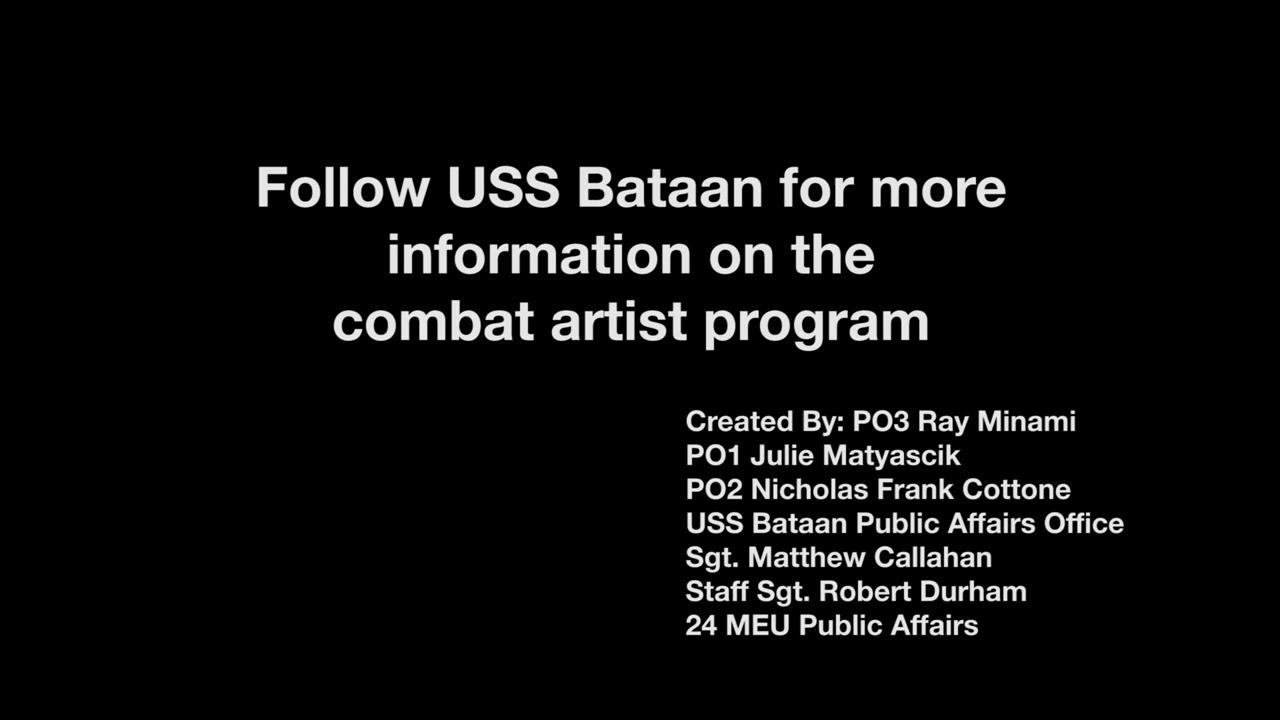 Follow USS Bataan for more
information on the
combat artist program
Created By: PO3 Ray Minami
PO1 Julie Matyascik
PO2 Nicholas Frank Cottone
USS Bataan Public Affairs Office
Sgt. Matthew Callahan
Staff Sgt. Robert Durham
24 MEU Public Affairs